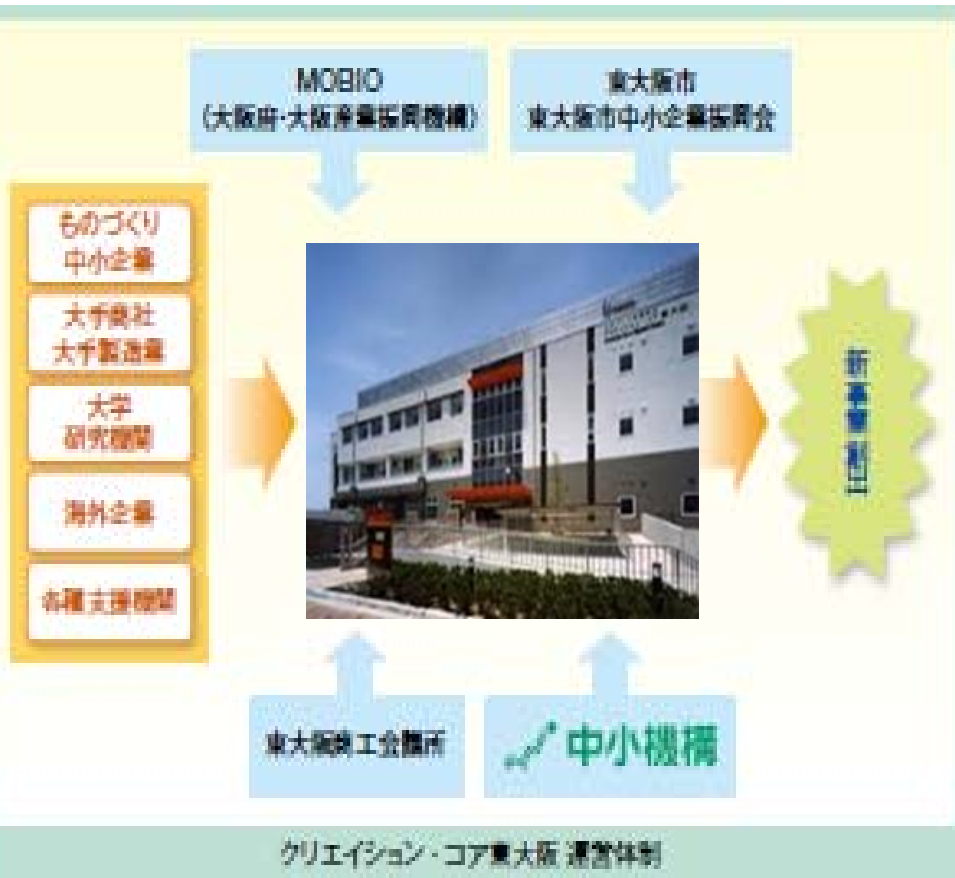 MOBIO
(大阪府・大阪産業振興機構)
東大阪市
東大阪市中小企業振興会
ものづくり
中小企業
大手商社
大手製造業
大学
研究機関
海外企業
各種支援機関
新事業創出
東大阪商工会議所
中小機構
クリエイション・コア東大阪 運営体制